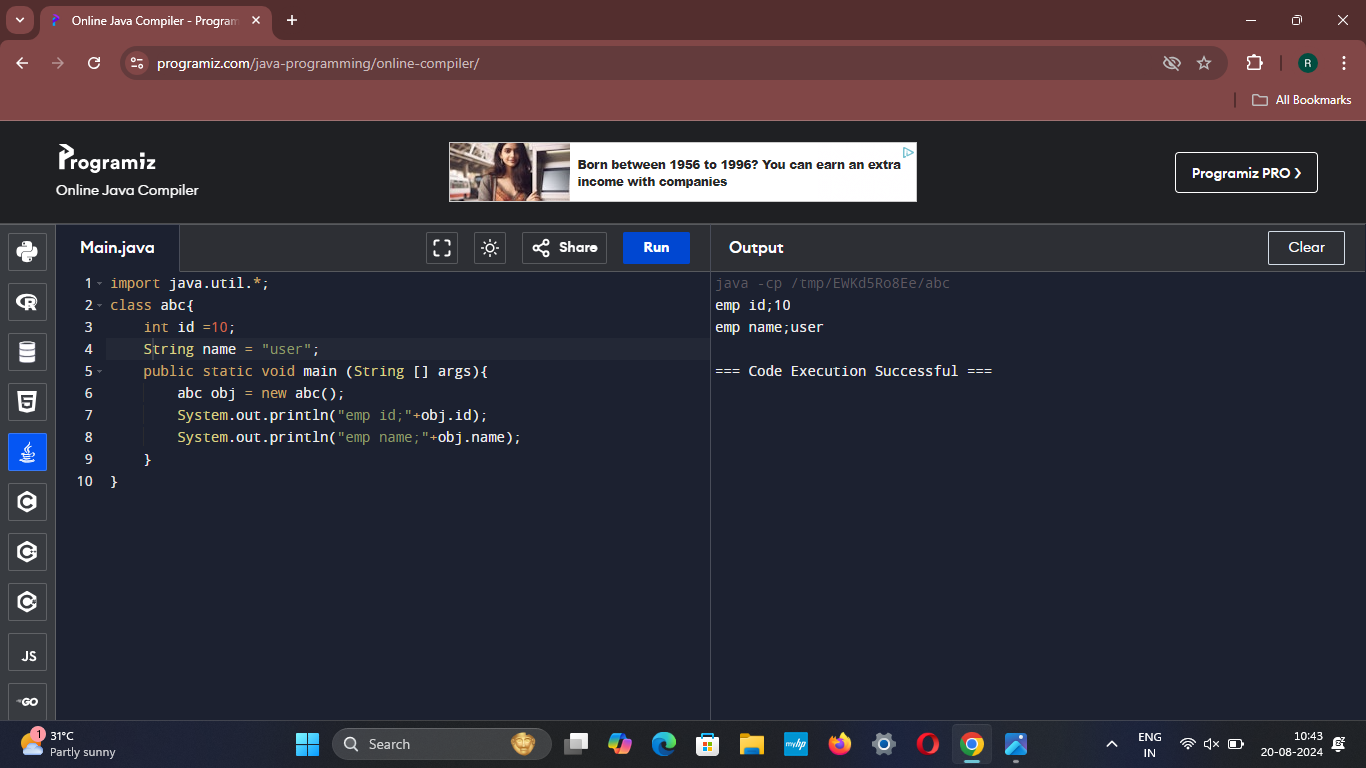 Online Java Compiler - Program
programiz.com/java-programming/online-compiler/
R
All Bookmarks
Programiz
Online Java Compiler
Born between 1956 to 1996? You can earn an extra
income with companies
Programiz PRO ›
Main.java
Share
Run
Output
Clear
1 import java.util.*;
2 class abc{
3     int id =10;
4     String name = "user";
5     public static void main (String [] args){
6         abc obj = new abc();
7         System.out.println("emp id;"+obj.id);
8         System.out.println("emp name;"+obj.name);
9     }
10 }
java -cp /tmp/EWKd5Ro8Ee/abc
emp id;10
emp name;user
=== Code Execution Successful ===
R
5
C
C
C
JS
GO
1
31°C
Partly sunny
Search
myhp
ENG
IN
10:43
20-08-2024